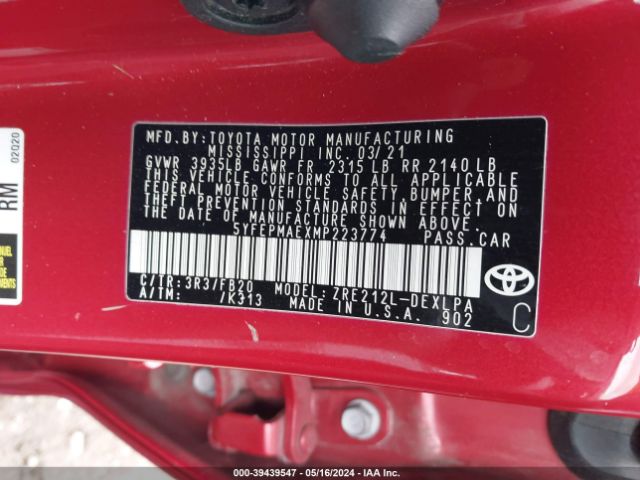 MFD. BY: TOYOTA MOTOR MANUFACTURING
MISSISSIPPI INC. 03/21
GVWR 3935LB GAWR FR 2315 LB RR 2140 LB
THIS VEHICLE CONFORMS TO ALL APPLICABLE
FEDERAL MOTOR VEHICLE SAFETY, BUMPER, AND
THEFT PREVENTION STANDARDS IN EFFECT ON
THE DATE OF MANUFACTURE SHOWN ABOVE.
5YFEPMAEXMP223774 PASS.CAR
C/TR: 3R3/FB20 MODEL: ZRE212L-DEXLPA
A/TM: /K313 MADE IN U.S.A. 902
C
RM
02020
000-39439547 - 05/16/2024 - IAA Inc.